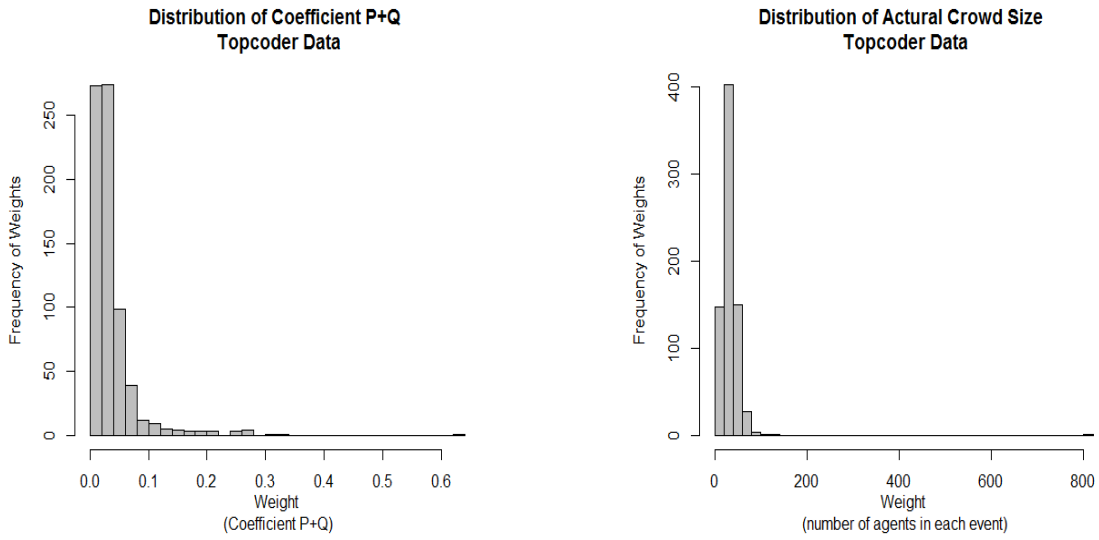 Distribution of Coefficient P+Q
Topcoder Data
Frequency of Weights
0
50
100
150
200
250
0.0 0.1 0.2 0.3 0.4 0.5 0.6
Weight
(Coefficient P+Q)
Distribution of Actural Crowd Size
Topcoder Data
Frequency of Weights
0
100
200
300
400
0 200 400 600 800
Weight
(number of agents in each event)